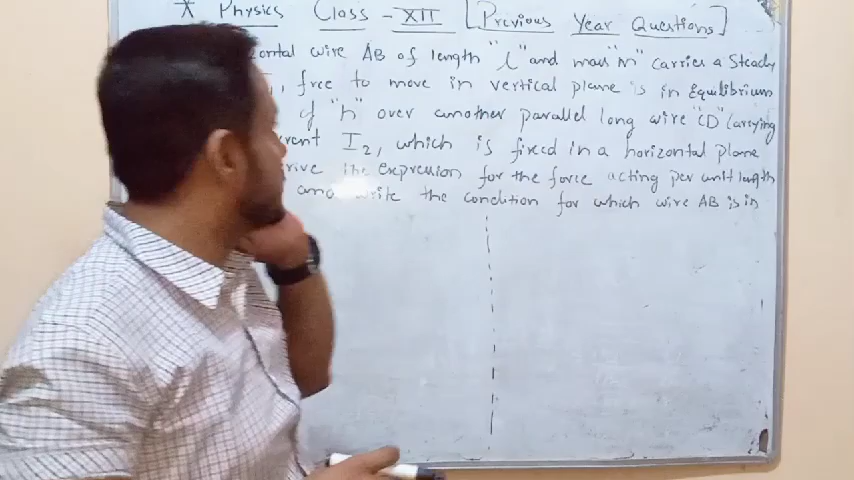 * Physics Class - XII [Previous Year Questions]
wire AB of length "l" and mass "m" carries a Steady
, free to move in vertical plane is in Equilibrium
of "h" over another parallel long wire "CD" Carrying
I2, which is fixed in a horizontal plane
the expression for the force acting per unit length
and write the condition for which wire AB is in